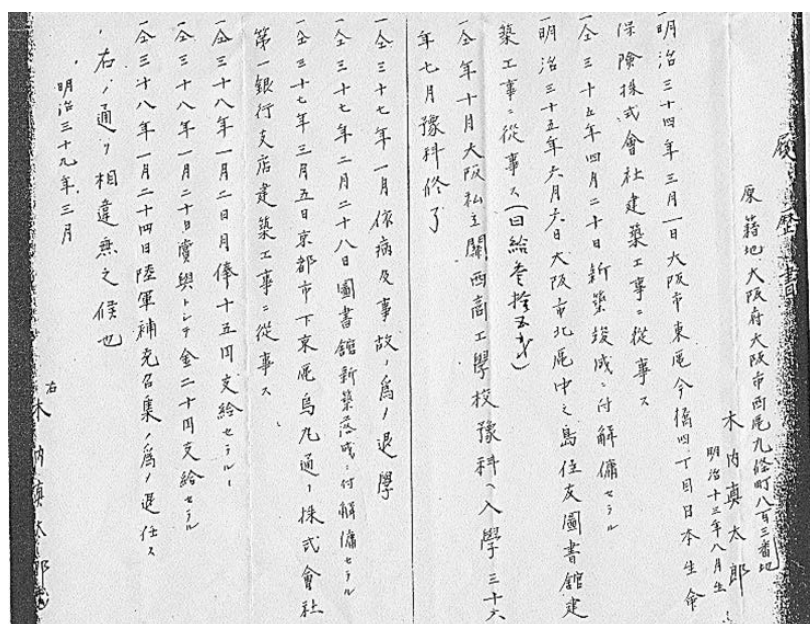 履歴書
原籍地 大阪府大阪市西區九條町八百三番地
木内真太郎
明治十三年八月生
一明治三十四年三月一日大阪市東區今橋四丁目日本生命
保険株式會社建築工事ニ從事ス
一仝三十五年四月二十日新築竣成ニ付解傭セラル
一明治三十五年六月六日大阪市北區中之島住友圖書館建
築工事ニ從事ス(日給参拾五戋)
一仝年十月大阪私立關西商工學校豫科ヘ入學三十六
年七月豫科修了
一仝三十七年一月依病及事故ノ爲メ退學
一仝三十七年二月二十八日圖書館新築落成ニ付解傭セラル
一仝三十七年三月五日京都市下京區烏丸通リ株式會社
第一銀行支店建築工事ニ從事ス
一仝三十八年一月二日月俸十五円支給セラル
一仝三十八年一月二十日賞與トシテ金二十円支給セラル
一仝三十八年一月二十四日陸軍補充召集ノ爲メ退任ス
右ノ通リ相違無之候也
明治三十九年三月
右 木内真太郎